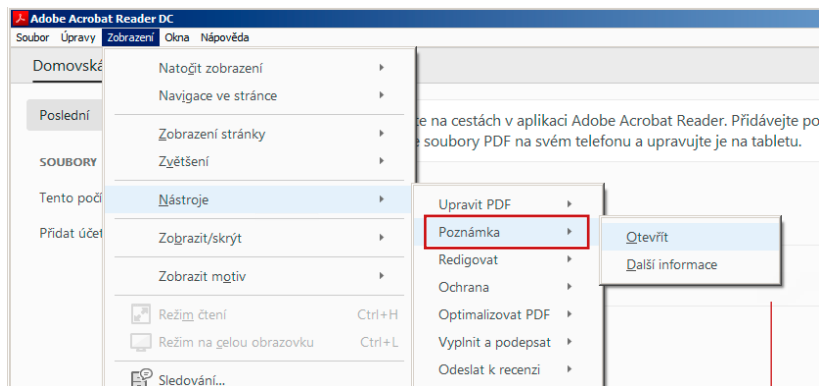 Adobe Acrobat Reader DC
Soubor Úpravy Zobrazení Okna Nápověda
Domovská
Poslední
SOUBORY
Tento počí
Přidat účet
Natočit zobrazení
Navigace ve stránce
Zobrazení stránky
Zvětšení
Nástroje
Zobrazit/skrýt
Zobrazit motiv
Režim čtení Ctrl+H
Režim na celou obrazovku Ctrl+L
Sledování...
na cestách v aplikaci Adobe Acrobat Reader. Přidávejte po
soubory PDF na svém telefonu a upravujte je na tabletu.
Upravit PDF
Poznámka
Redigovat
Ochrana
Optimalizovat PDF
Vyplnit a podepsat
Odeslat k recenzi
Otevřít
Další informace